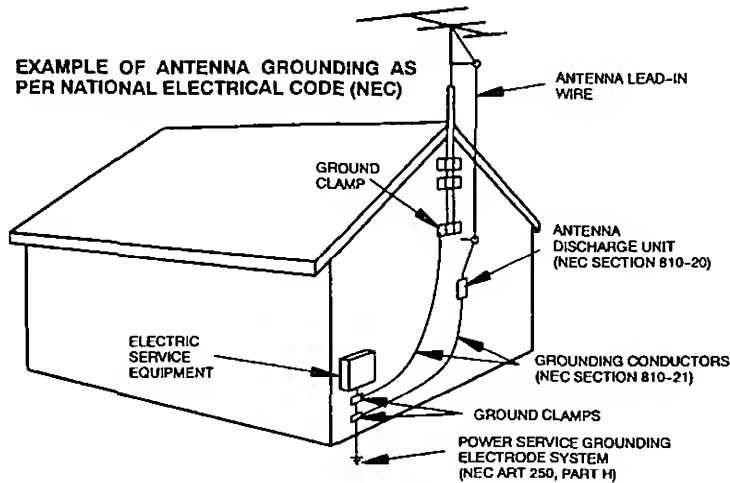 EXAMPLE OF ANTENNA GROUNDING AS
PER NATIONAL ELECTRICAL CODE (NEC)
ANTENNA LEAD-IN
WIRE
GROUND
CLAMP
ANTENNA
DISCHARGE UNIT
(NEC SECTION 810-20)
ELECTRIC
SERVICE
EQUIPMENT
GROUNDING CONDUCTORS
(NEC SECTION 810-21)
GROUND CLAMPS
POWER SERVICE GROUNDING
ELECTRODE SYSTEM
(NEC ART 250, PART H)